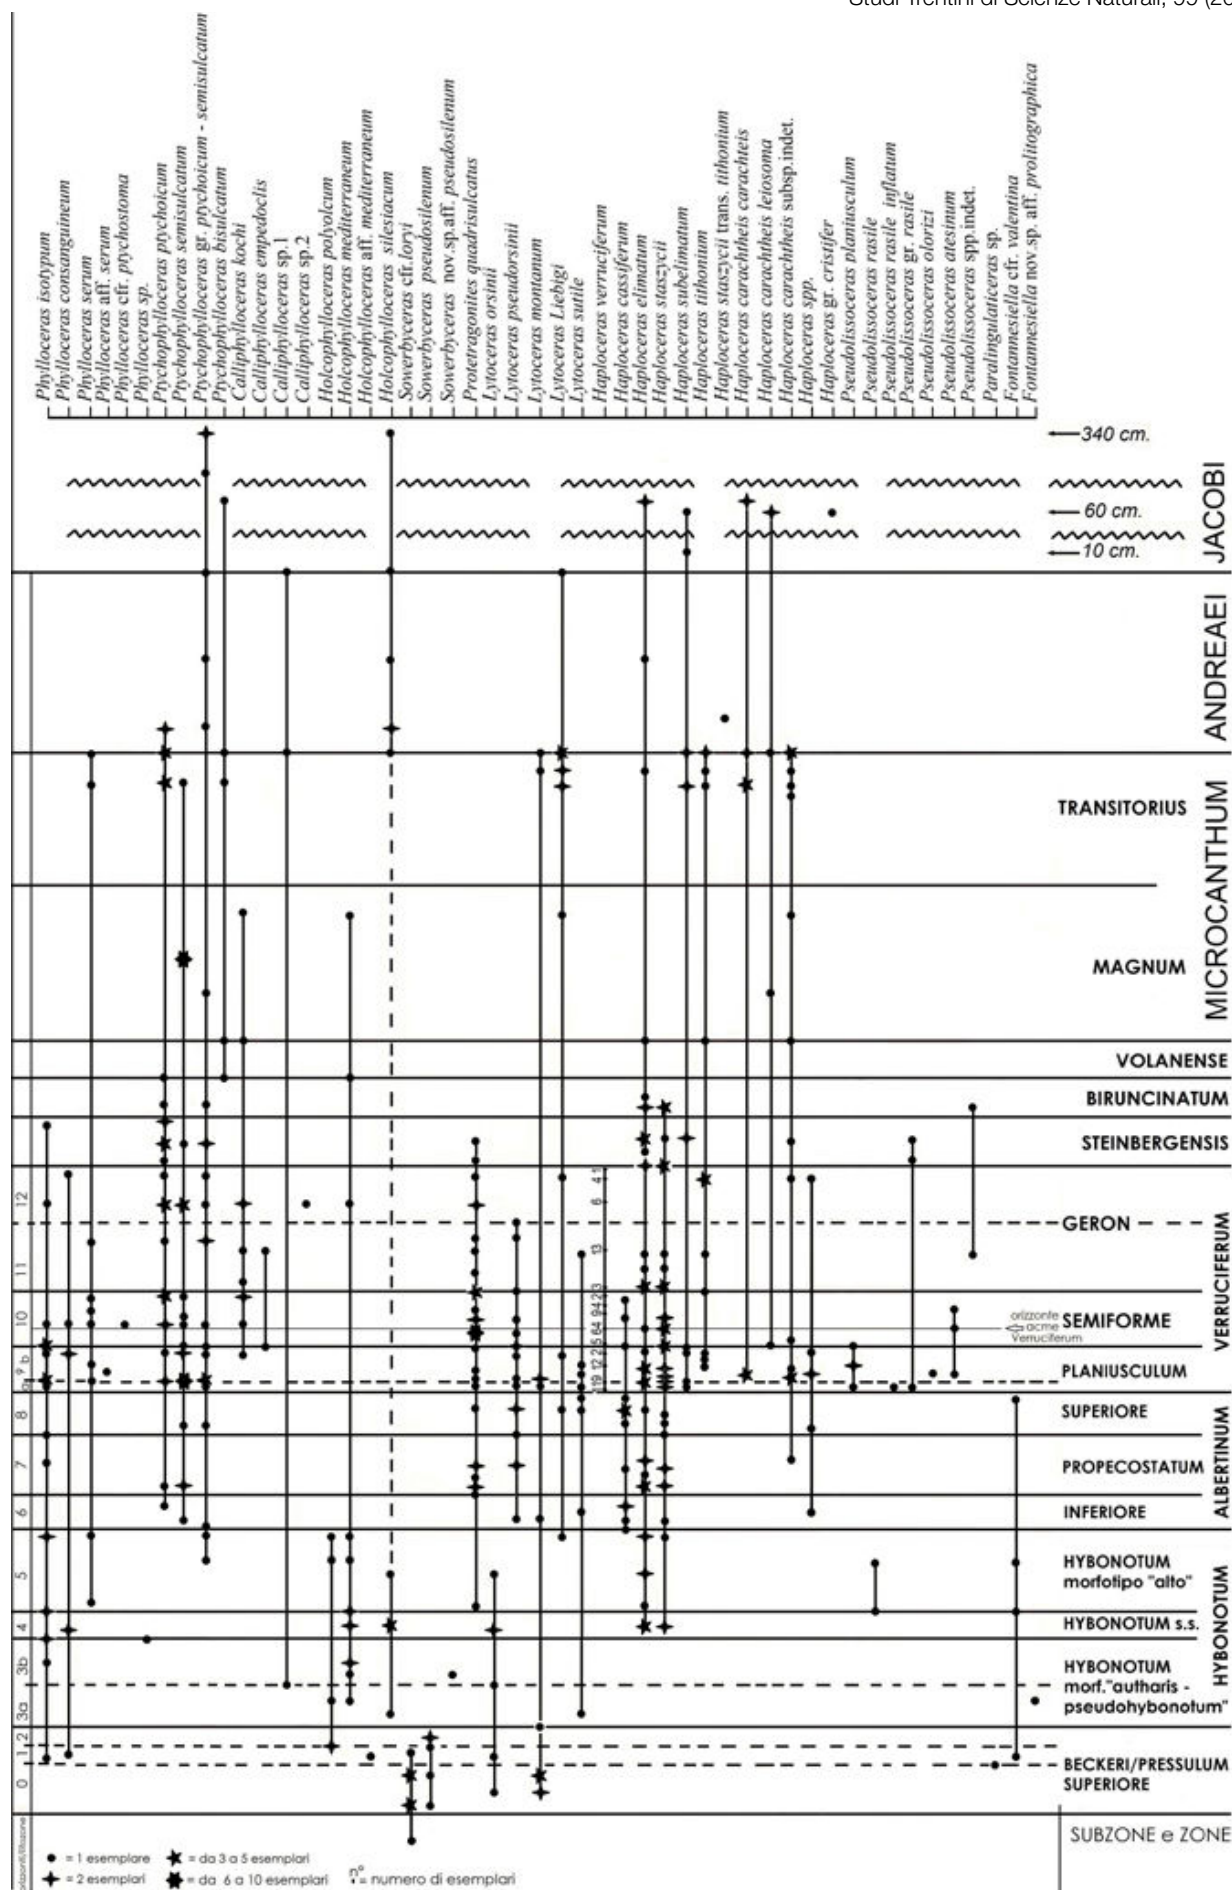 Studi Trentini di Scienze Naturali, 99 (20
Phylloceras isotypum
Phylloceras consanguineum
Phylloceras serum
Phylloceras aff. serum
Phylloceras cfr. ptychostoma
Phylloceras sp.
Ptychophylloceras ptychoicum
Ptychophylloceras semisulcatum
Ptychophylloceras gr. ptychoicum - semisulcatum
Ptychophylloceras bisulcatum
Calliphylloceras kochi
Calliphylloceras empedoclis
Calliphylloceras sp.1
Calliphylloceras sp.2
Holcophylloceras polyolcum
Holcophylloceras mediterraneum
Holcophylloceras aff. mediterraneum
Holcophylloceras silesiacum
Sowerbyceras cfr.loryi
Sowerbyceras pseudosilenum
Sowerbyceras nov.sp.aff. pseudosilenum
Protetragonites quadrisulcatus
Lytoceras orsinii
Lytoceras pseudorsinii
Lytoceras montanum
Lytoceras Liebigi
Lytoceras sutile
Haploceras verruciferum
Haploceras cassiferum
Haploceras elimatum
Haploceras staszycii
Haploceras subelimatum
Haploceras tithonium
Haploceras staszycii trans. tithonium
Haploceras carachteis carachteis
Haploceras carachtheis leiosoma
Haploceras carachtheis subsp.indet.
Haploceras spp.
Haploceras gr. cristifer
Pseudolissoceras planiusculum
Pseudolissoceras rasile
Pseudolissoceras rasile inflatum
Pseudolissoceras gr. rasile
Pseudolissoceras olorizi
Pseudolissoceras atesinum
Pseudolissoceras spp.indet.
Paralingulaticeras sp.
Fontannesiella cfr. valentina
Fontannesiella nov.sp. aff. prolitographica
340 cm.
60 cm.
10 cm.
JACOBI
ANDREAEI
TRANSITORIUS
MAGNUM
MICROCANTHUM
VOLANENSE
BIRUNCINATUM
STEINBERGENSIS
12
41
6
GERON
11
13
10
orizzonte
acme
Verruciferum
SEMIFORME
VERRUCIFERUM
9 b
a
PLANIUSCULUM
8
SUPERIORE
7
PROPECOSTATUM
6
INFERIORE
ALBERTINUM
5
HYBONOTUM
morfotipo "alto"
4
HYBONOTUM s.s.
3b
3a
HYBONOTUM
morf."autharis -
pseudohybonotum"
HYBONOTUM
2
1
0
BECKERI/PRESSULUM
SUPERIORE
SUBZONE e ZONE
= 1 esemplare
= da 3 a 5 esemplari
= 2 esemplari
= da 6 a 10 esemplari
n° = numero di esemplari